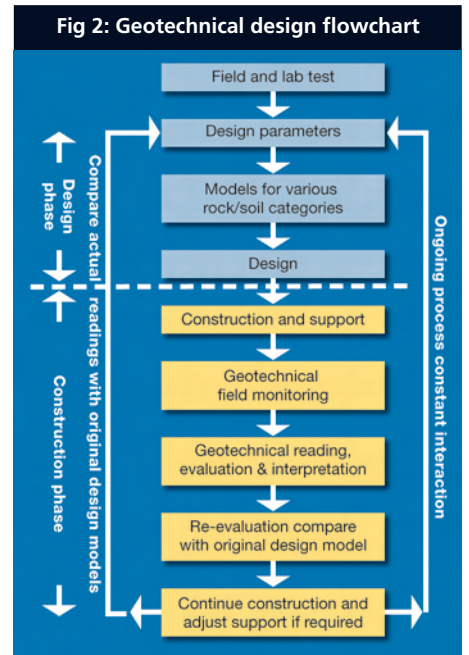 Fig 2: Geotechnical design flowchart
Field and lab test
Design parameters
Models for various
rock/soil categories
Design
Construction and support
Geotechnical
field monitoring
Geotechnical reading,
evaluation & interpretation
Re-evaluation compare
with original design model
Continue construction and
adjust support if required
Design
phase
Construction phase
Compare actual readings with original design models
Ongoing process constant interaction